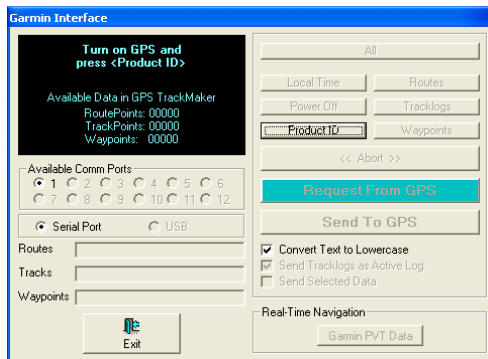 Garmin Interface
Turn on GPS and
press <Product ID>
Available Data in GPS TrackMaker
RoutePoints: 00000
TrackPoints: 00000
Waypoints: 00000
Available Comm Ports
1 2 3 4 5 6
7 8 9 10 11 12
Serial Port USB
Routes
Tracks
Waypoints
Exit
All
Local Time Routes
Power Off Tracklogs
Product ID Waypoints
<< Abort >>
Request From GPS
Send To GPS
Convert Text to Lowercase
Send Tracklogs as Active Log
Send Selected Data
Real-Time Navigation
Garmin PVT Data